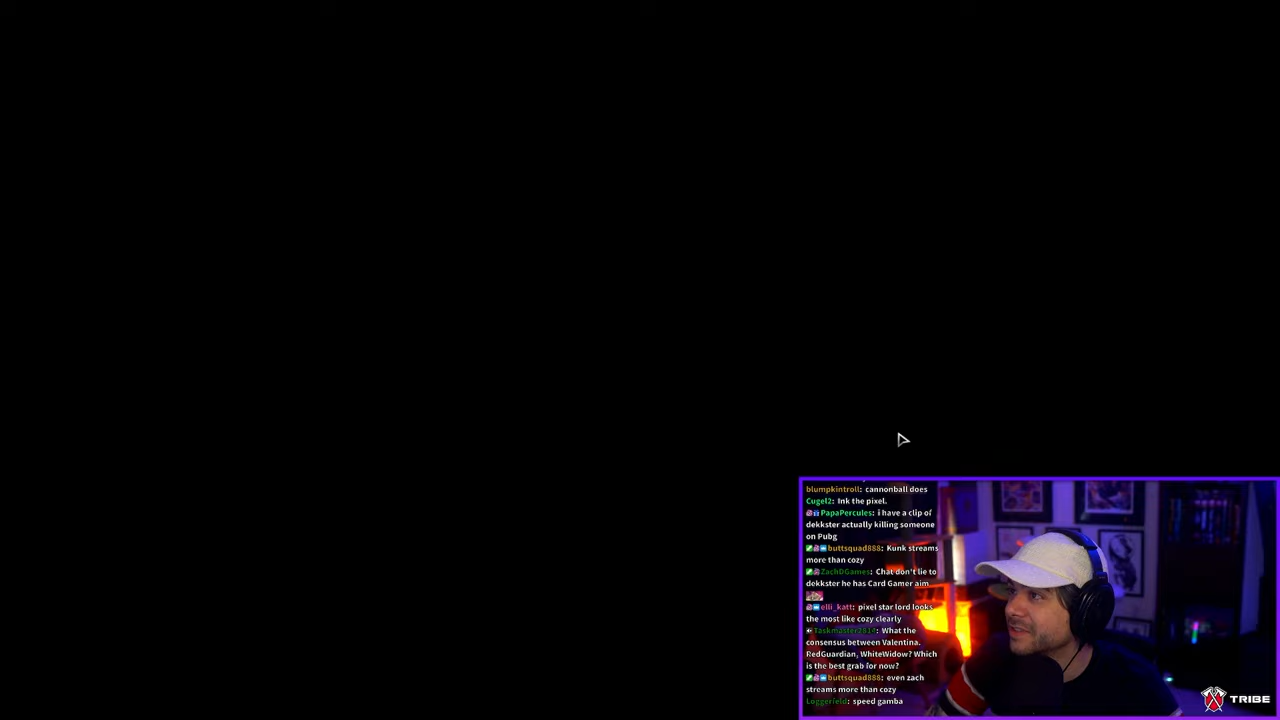 blumpkintroll: cannonball does
Cugel2: Ink the pixel.
PapaPercules: i have a clip of
dekkster actually killing someone
on Pubg
buttsquad888: Kunk streams
more than cozy
ZachDGames: Chat don't lie to
dekkster he has Card Gamer aim
elli_katt: pixel star lord looks
the most like cozy clearly
What the
consensus between Valentina.
RedGuardian, WhiteWidow? Which
is the best grab for now?
buttsquad888: even zach
streams more than cozy
Loggerfeld: speed gamba
TRIBE